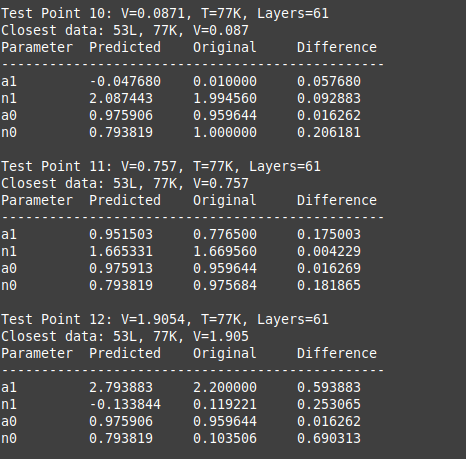 Test Point 10: V=0.0871, T=77K, Layers=61
Closest data: 53L, 77K, V=0.087
Parameter  Predicted    Original     Difference
------------------------------------------------
a1         -0.047680    0.010000     0.057680
n1         2.087443     1.994560     0.092883
a0         0.975906     0.959644     0.016262
n0         0.793819     1.000000     0.206181

Test Point 11: V=0.757, T=77K, Layers=61
Closest data: 53L, 77K, V=0.757
Parameter  Predicted    Original     Difference
------------------------------------------------
a1         0.951503     0.776500     0.175003
n1         1.665331     1.669560     0.004229
a0         0.975913     0.959644     0.016269
n0         0.793819     0.975684     0.181865

Test Point 12: V=1.9054, T=77K, Layers=61
Closest data: 53L, 77K, V=1.905
Parameter  Predicted    Original     Difference
------------------------------------------------
a1         2.793883     2.200000     0.593883
n1         -0.133844    0.119221     0.253065
a0         0.975906     0.959644     0.016262
n0         0.793819     0.103506     0.690313